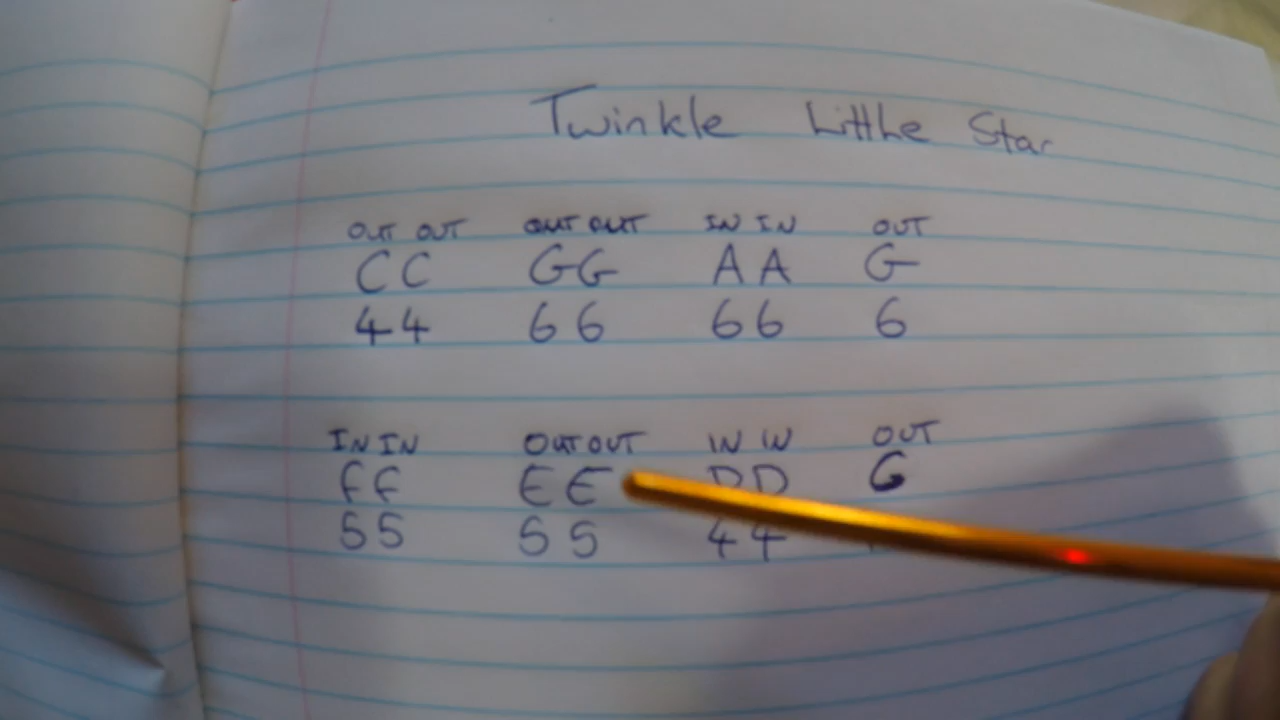 Twinkle Little Star
OUT OUT OUT OUT IN IN OUT
CC GG AA G
44 66 66 6
IN IN OUT OUT IN IN OUT
FF EE DD G
55 55 44